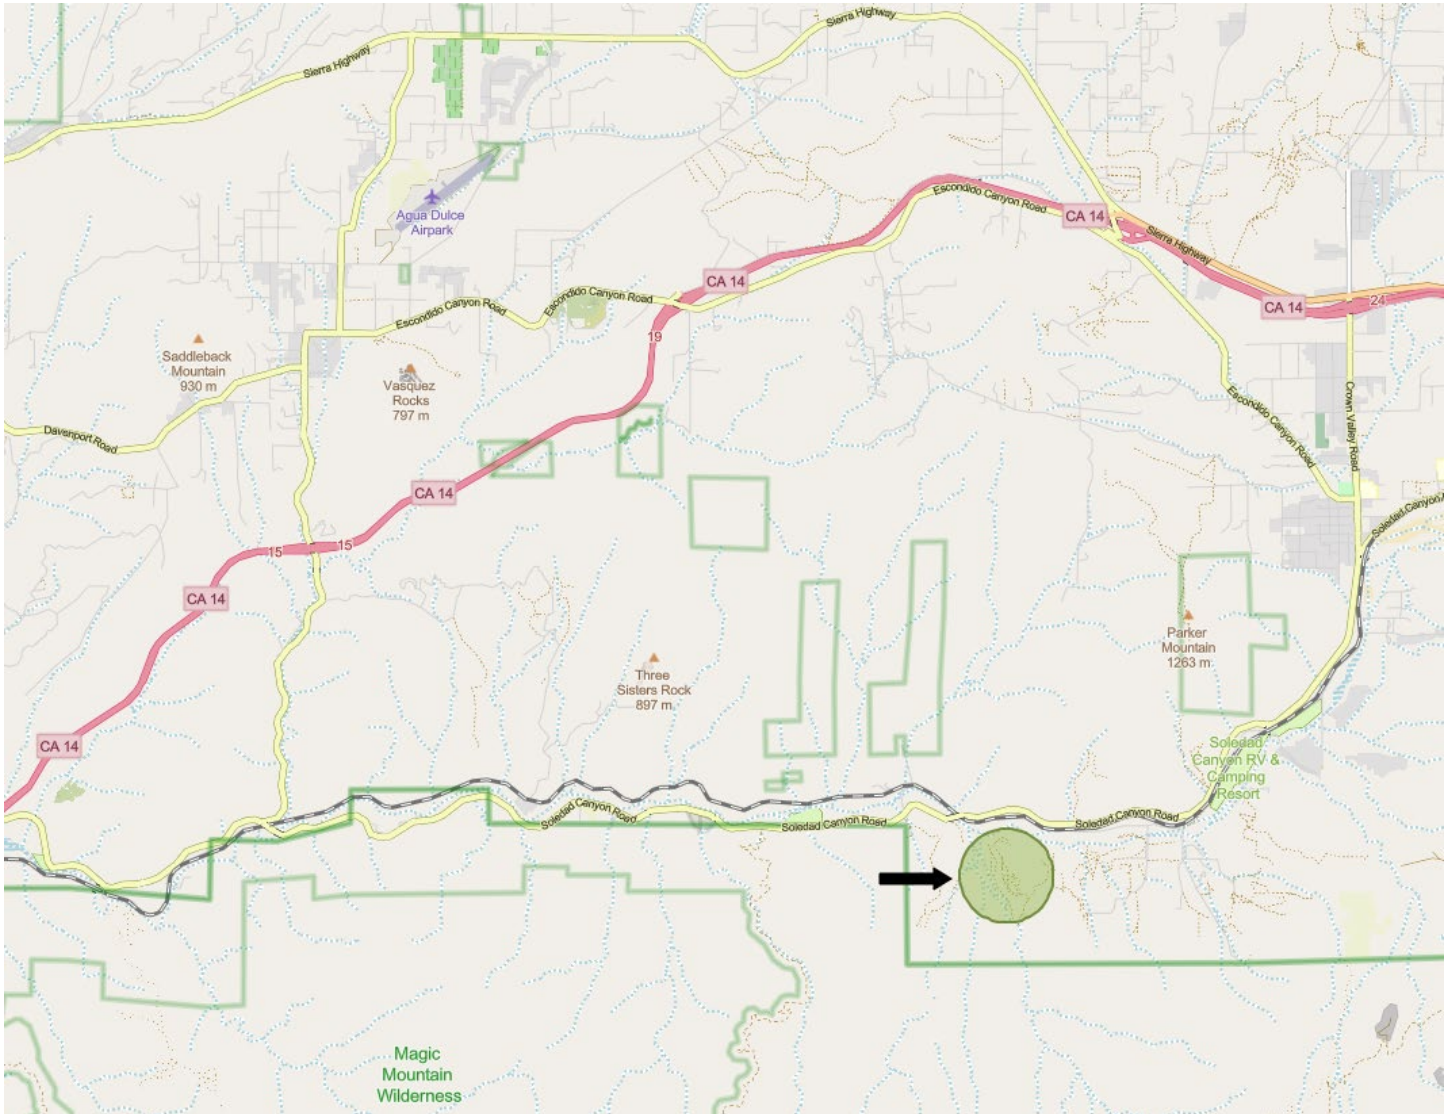 Sierra Highway
Sierra Highway
Agua Dulce
Airpark
Escondido Canyon Road
CA 14
Sierra Highway
CA 14
CA 14
24
Escondido Canyon Road
Escondido Canyon Road
19
Saddleback
Mountain
930 m
Vasquez
Rocks
797 m
Davenport Road
Escondido Canyon Road
Crown Valley Road
CA 14
Soledad Canyon
15
15
CA 14
Parker
Mountain
1263 m
Three
Sisters Rock
897 m
CA 14
Soledad
Canyon RV &
Camping
Resort
Soledad Canyon Road
Soledad Canyon Road
Soledad Canyon Road
Magic
Mountain
Wilderness